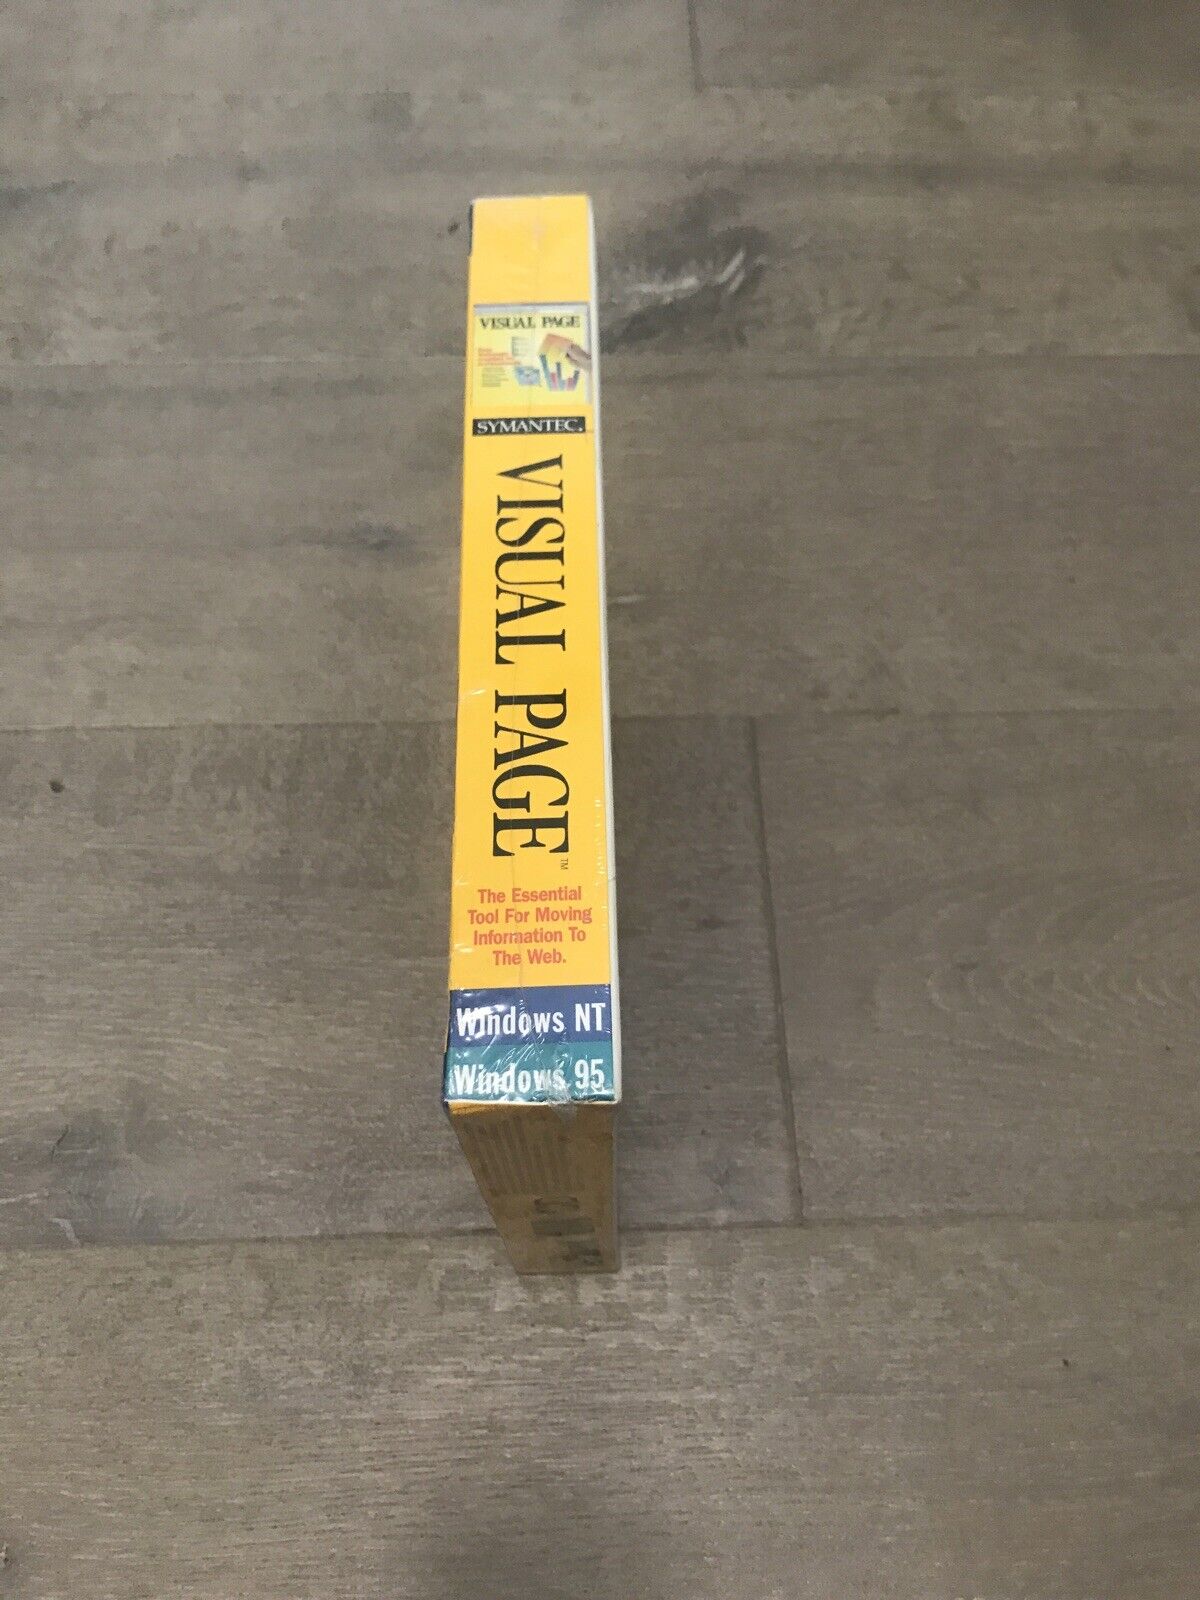 VISUAL PAGE
SYMANTEC.
VISUAL PAGE™
The Essential
Tool For Moving
Information To
The Web.
Windows NT
Windows 95